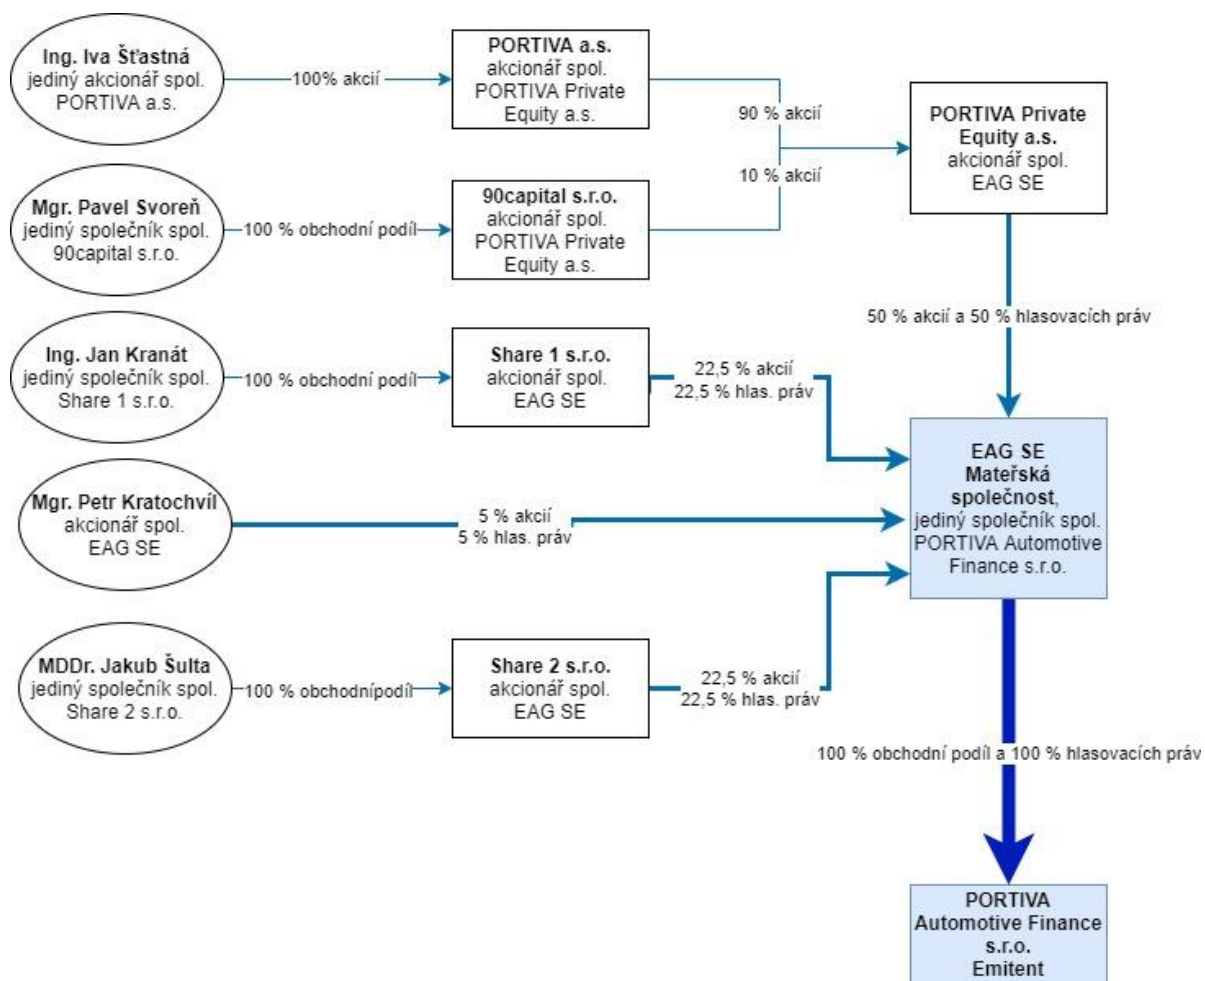 Ing. Iva Šťastná
jediný akcionář spol.
PORTIVA a.s.
100% akcií
PORTIVA a.s.
akcionář spol.
PORTIVA Private
Equity a.s.
90 % akcií
10 % akcií
PORTIVA Private
Equity a.s.
akcionář spol.
EAG SE
Mgr. Pavel Svoreň
jediný společník spol.
90capital s.r.o.
100 % obchodní podíl
90capital s.r.o.
akcionář spol.
PORTIVA Private
Equity a.s.
50 % akcií a 50 % hlasovacích práv
Ing. Jan Kranát
jediný společník spol.
Share 1 s.r.o.
100 % obchodní podíl
Share 1 s.r.o.
akcionář spol.
EAG SE
22,5 % akcií
22,5 % hlas. práv
Mgr. Petr Kratochvíl
akcionář spol.
EAG SE
5 % akcií
5 % hlas. práv
EAG SE
Mateřská
společnost,
jediný společník spol.
PORTIVA Automotive
Finance s.r.o.
MDDr. Jakub Šulta
jediný společník spol.
Share 2 s.r.o.
100 % obchodnípodíl
Share 2 s.r.o.
akcionář spol.
EAG SE
22,5 % akcií
22,5 % hlas. práv
100 % obchodní podíl a 100 % hlasovacích práv
PORTIVA
Automotive Finance
s.r.o.
Emitent